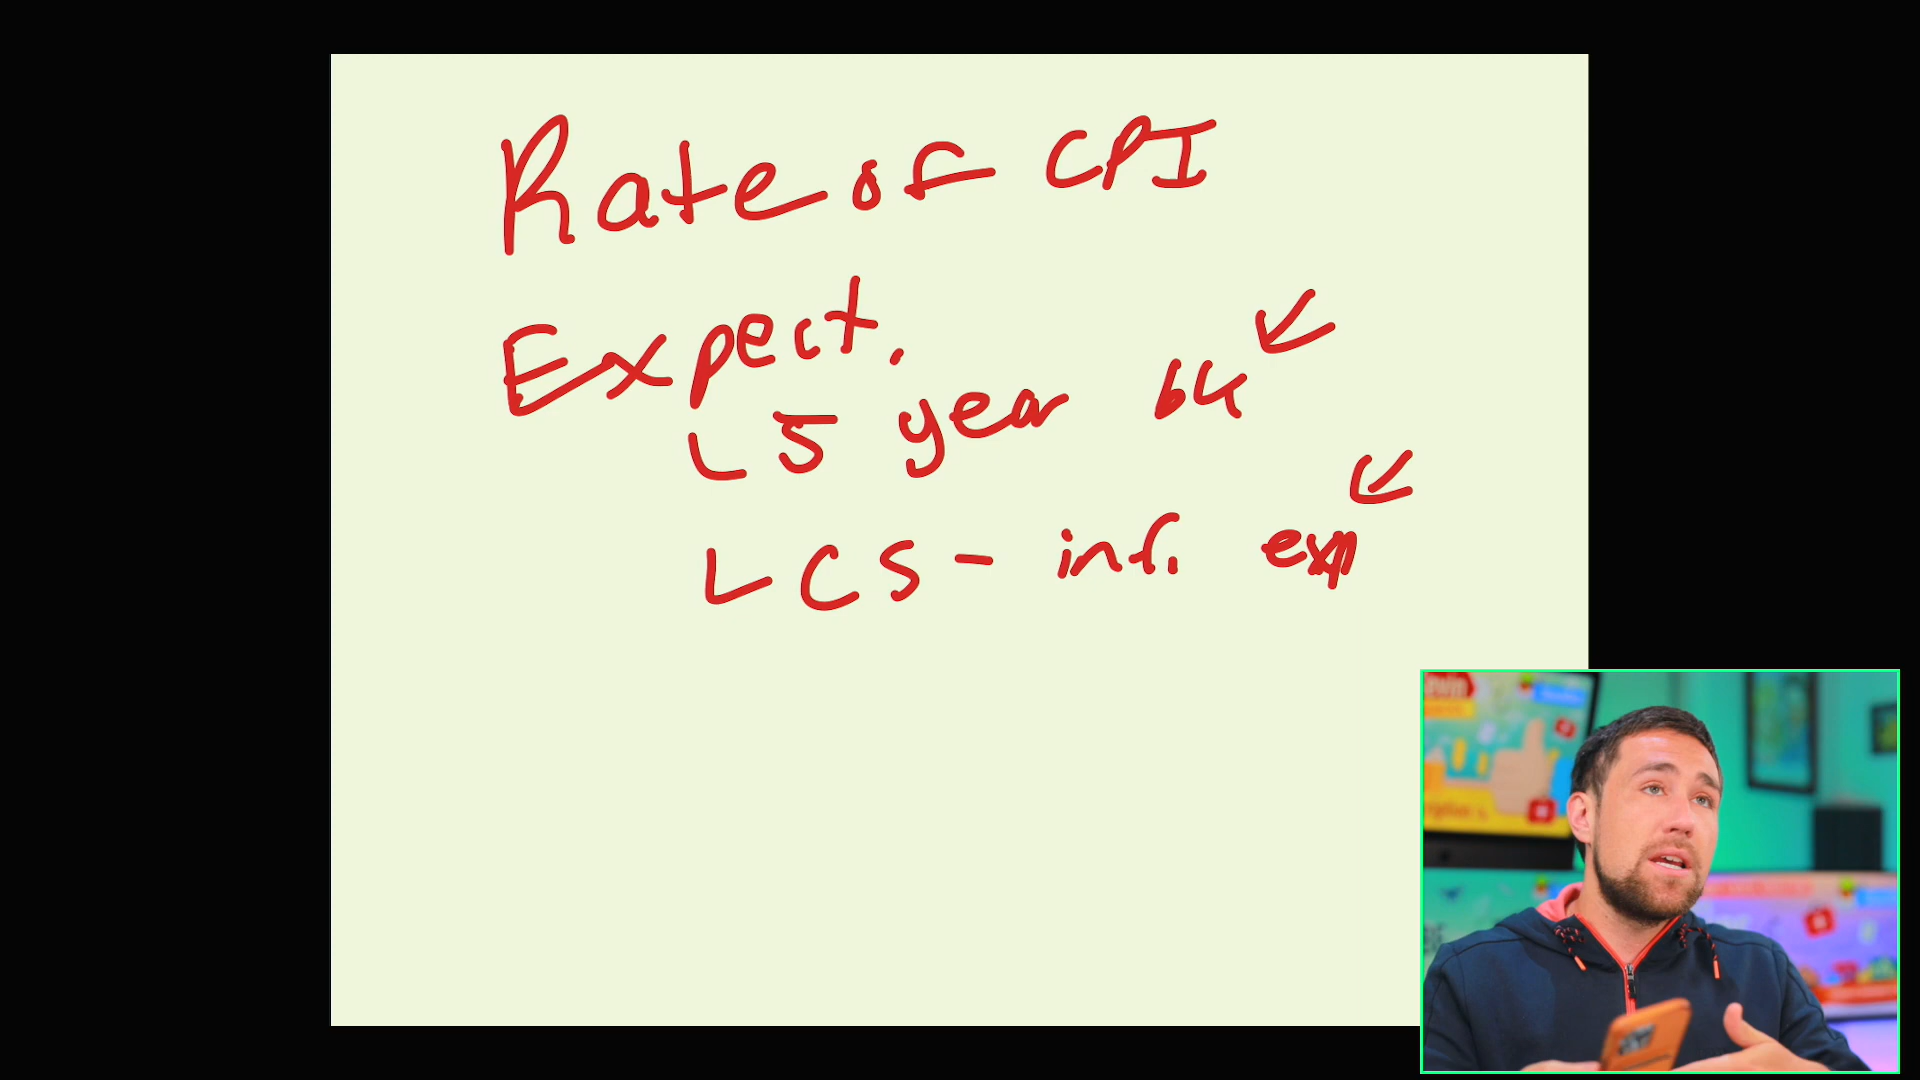 Rate of CPI
Expect.
5 year bk
CS - inf. exp